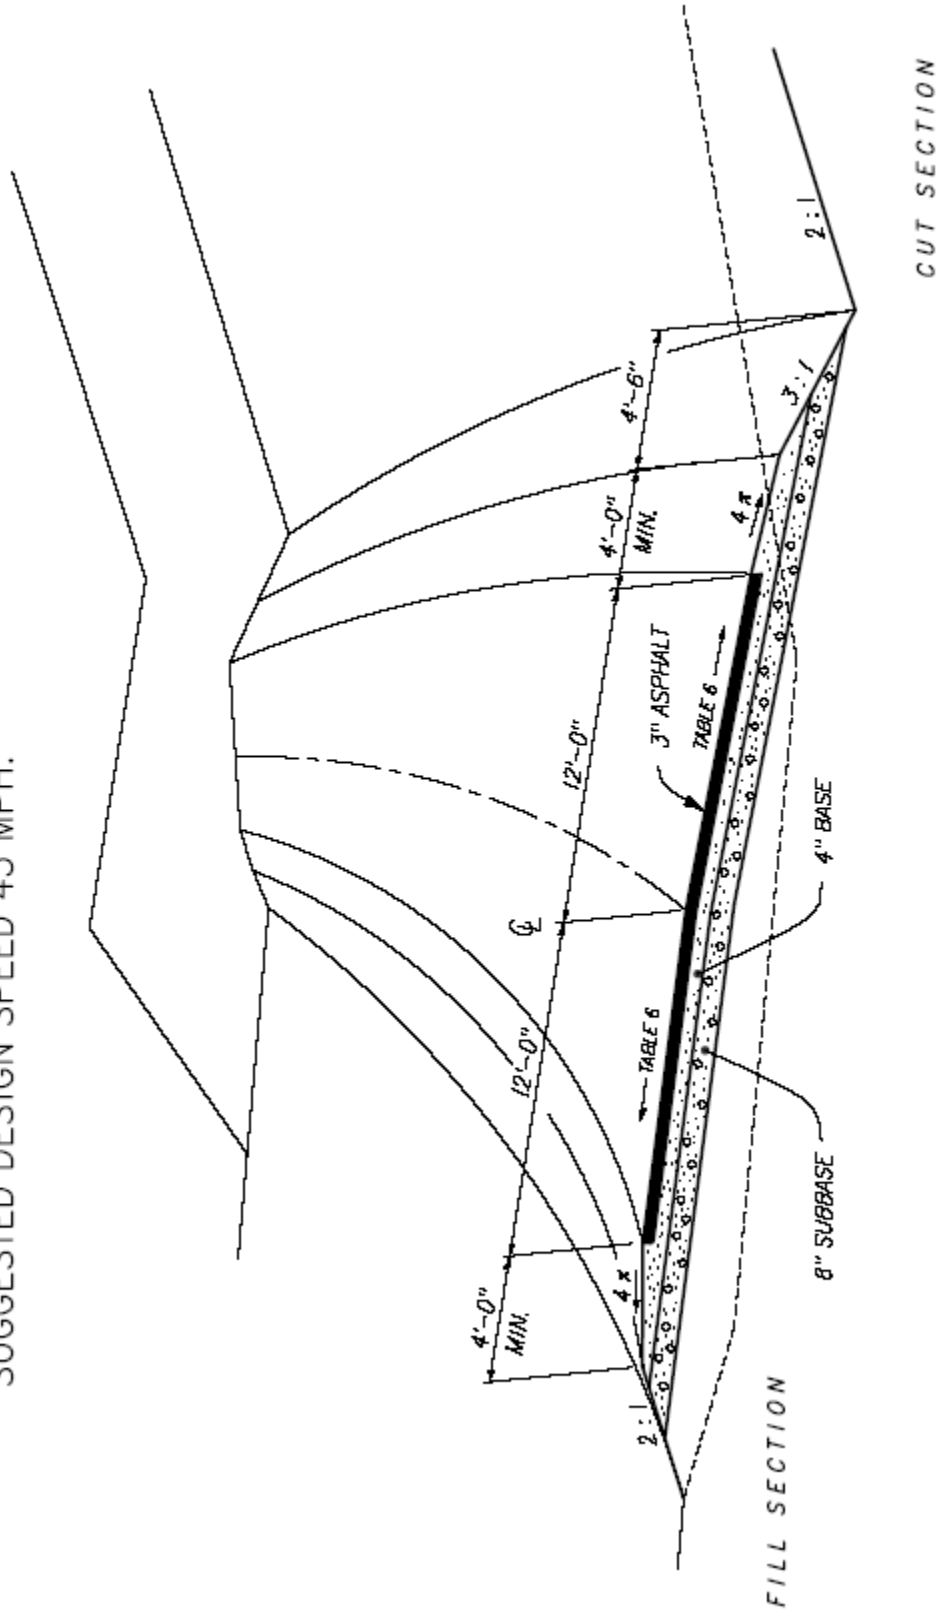 SUGGESTED DESIGN SPEED 45 MPH.
4'-0"
MIN.
12'-0"
℄
12'-0"
4'-0"
MIN.
4'-6"
2 : 1
4 %
TABLE 6
3" ASPHALT
TABLE 6
4 %
3 : 1
2 : 1
8" SUBBASE
4" BASE
FILL SECTION
CUT SECTION